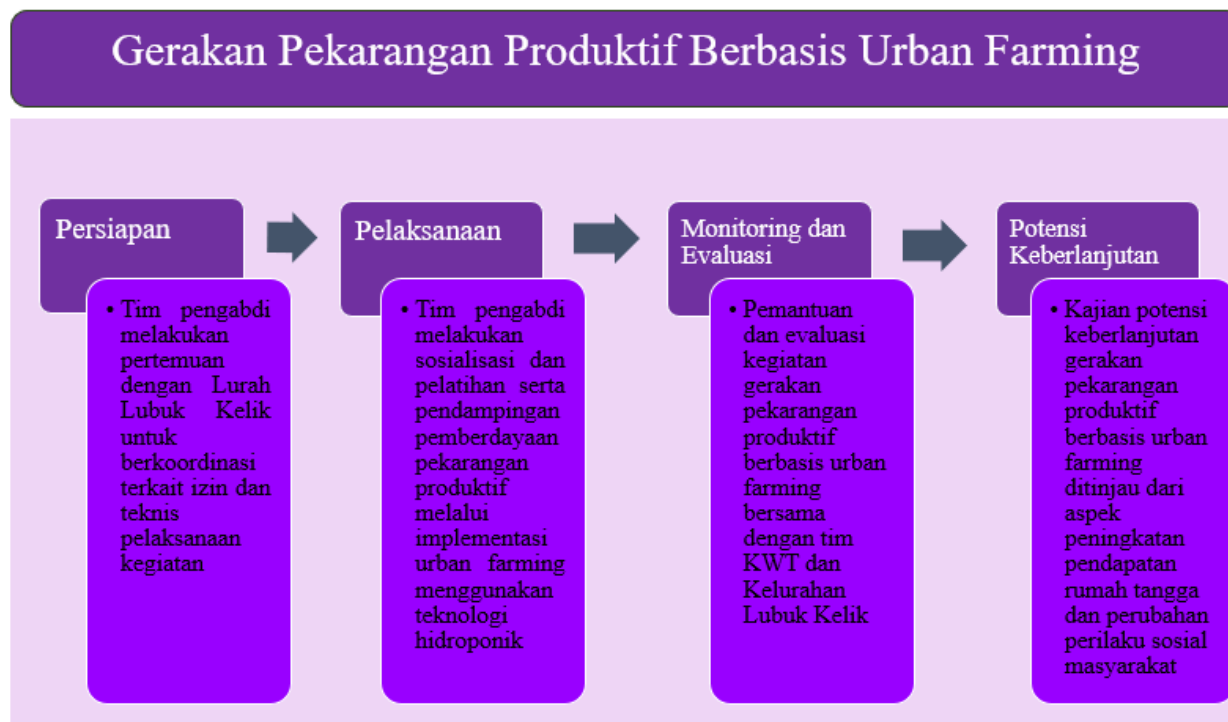 Gerakan Pekarangan Produktif Berbasis Urban Farming
Persiapan
• Tim pengabdi
melakukan
pertemuan
dengan Lurah
Lubuk Kelik
untuk
berkoordinasi
terkait izin dan
teknis
pelaksanaan
kegiatan
Pelaksanaan
• Tim pengabdi
melakukan
sosialisasi dan
pelatihan serta
pendampingan
pemberdayaan
pekarangan
produktif
melalui
implementasi
urban farming
menggunakan
teknologi
hidroponik
Monitoring dan
Evaluasi
• Pemantuan
dan evaluasi
kegiatan
gerakan
pekarangan
produktif
berbasis urban
farming
bersama
dengan tim
KWT dan
Kelurahan
Lubuk Kelik
Potensi
Keberlanjutan
• Kajian potensi
keberlanjutan
gerakan
pekarangan
produktif
berbasis urban
farming
ditinjau dari
aspek
peningkatan
pendapatan
rumah tangga
dan perubahan
perilaku sosial
masyarakat